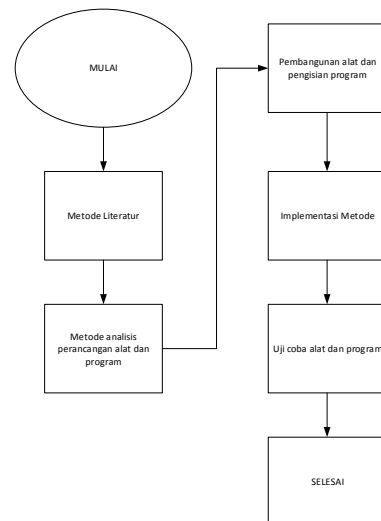 MULAI
Metode Literatur
Metode analisis
perancangan alat dan
program
Pembangunan alat dan
pengisian program
Implementasi Metode
Uji coba alat dan program
SELESAI